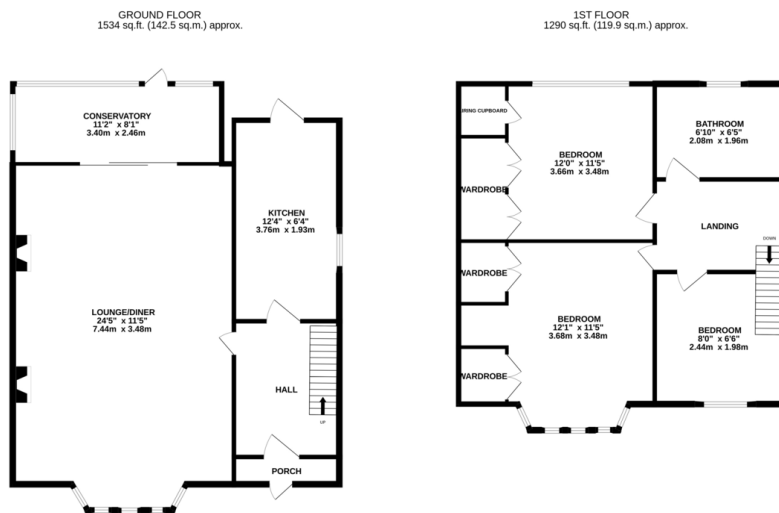 GROUND FLOOR
1534 sq.ft. (142.5 sq.m.) approx.
CONSERVATORY
11'2" x 8'1"
3.40m x 2.46m
KITCHEN
12'4" x 6'4"
3.76m x 1.93m
LOUNGE/DINER
24'5" x 11'5"
7.44m x 3.48m
HALL
UP
PORCH
1ST FLOOR
1290 sq.ft. (119.9 sq.m.) approx.
IRING CUPBOARD
BATHROOM
6'10" x 6'5"
2.08m x 1.96m
BEDROOM
12'0" x 11'5"
3.66m x 3.48m
WARDROBE
LANDING
DOWN
WARDROBE
BEDROOM
12'1" x 11'5"
3.68m x 3.48m
BEDROOM
8'0" x 6'6"
2.44m x 1.98m
WARDROBE